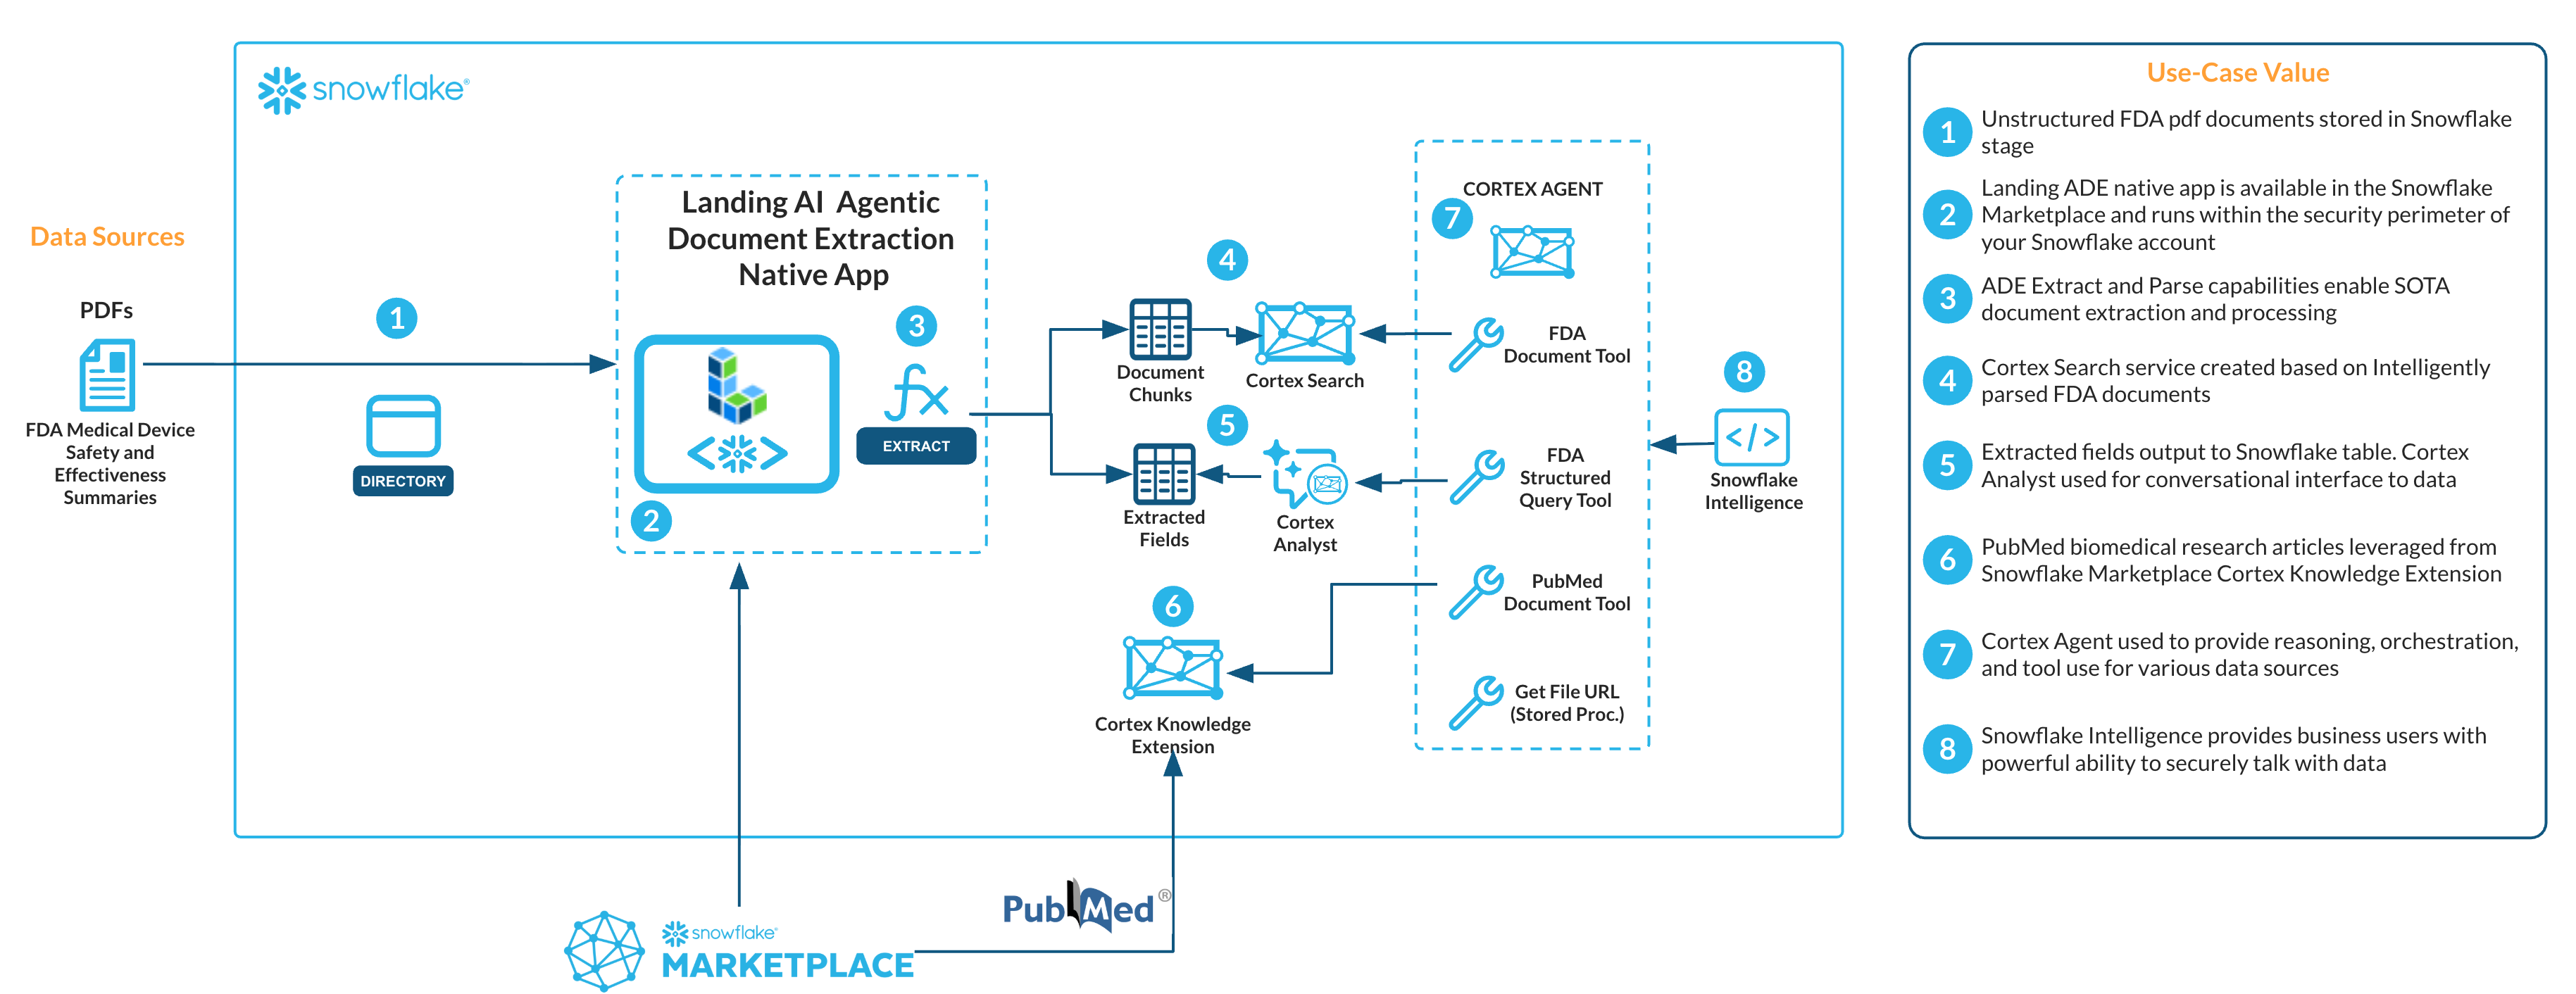 snowflake®
Data Sources
PDFs
FDA Medical Device
Safety and
Effectiveness
Summaries
1
DIRECTORY
Landing AI Agentic
Document Extraction
Native App
3
fx
EXTRACT
2
4
Document
Chunks
Cortex Search
5
Extracted
Fields
Cortex
Analyst
6
Cortex Knowledge
Extension
CORTEX AGENT
7
FDA
Document Tool
FDA
Structured
Query Tool
PubMed
Document Tool
Get File URL
(Stored Proc.)
8
</>
Snowflake
Intelligence
PubMed®
snowflake®
MARKETPLACE
Use-Case Value
1
Unstructured FDA pdf documents stored in Snowflake
stage
2
Landing ADE native app is available in the Snowflake
Marketplace and runs within the security perimeter of
your Snowflake account
3
ADE Extract and Parse capabilities enable SOTA
document extraction and processing
4
Cortex Search service created based on Intelligently
parsed FDA documents
5
Extracted fields output to Snowflake table. Cortex
Analyst used for conversational interface to data
6
PubMed biomedical research articles leveraged from
Snowflake Marketplace Cortex Knowledge Extension
7
Cortex Agent used to provide reasoning, orchestration,
and tool use for various data sources
8
Snowflake Intelligence provides business users with
powerful ability to securely talk with data